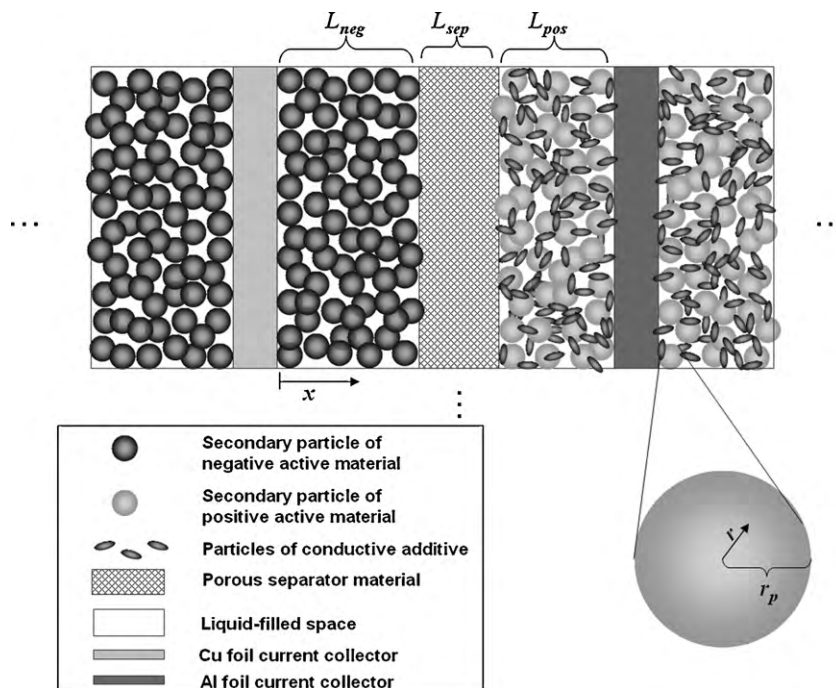 L_neg L_sep L_pos
... ...
x
⋮
Secondary particle of
negative active material
Secondary particle of
positive active material
Particles of conductive additive
Porous separator material
Liquid-filled space
Cu foil current collector
Al foil current collector
r
r_p